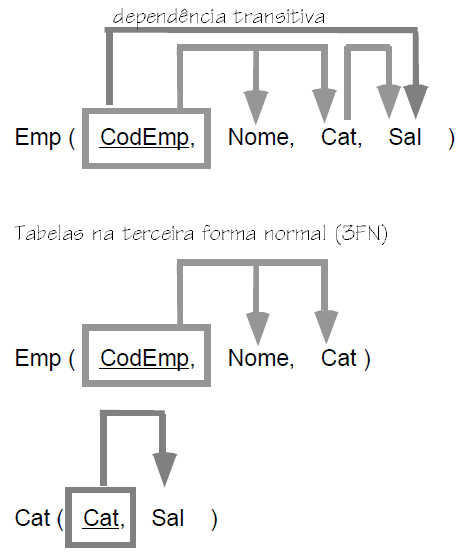 dependência transitiva
Emp ( CodEmp, Nome, Cat, Sal )
Tabelas na terceira forma normal (3FN)
Emp ( CodEmp, Nome, Cat )
Cat ( Cat, Sal )